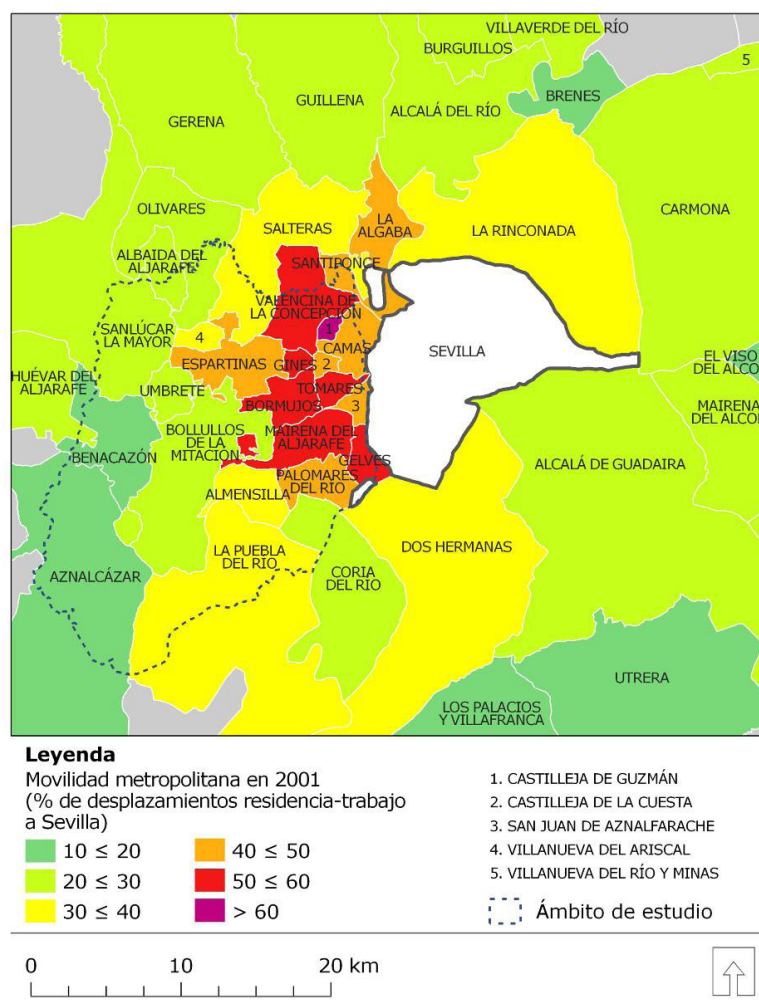 VILLAVERDE DEL RÍO
BURGUILLOS
5
BRENES
GUILLENA
ALCALÁ DEL RÍO
GERENA
OLIVARES
LA
ALGABA
CARMONA
SALTERAS
LA RINCONADA
ALBAIDA DEL
ALJARAFE
SANTIPONCE
VALENCINA DE
LA CONCEPCIÓN
1
SANLÚCAR
LA MAYOR
4
CAMAS
SEVILLA
ESPARTINAS
GINES
2
EL VISO
DEL ALCO
HUÉVAR DEL
ALJARAFE
UMBRETE
TOMARES
BORMUJOS
3
MAIRENA
DEL ALCO
BOLLULLOS
DE LA
MITACIÓN
MAIRENA DEL
ALJARAFE
BENACAZÓN
GELVES
ALCALÁ DE GUADAIRA
PALOMARES
DEL RÍO
ALMENSILLA
DOS HERMANAS
LA PUEBLA
DEL RÍO
AZNALCÁZAR
CORIA
DEL RÍO
UTRERA
LOS PALACIOS
Y VILLAFRANCA
Leyenda
Movilidad metropolitana en 2001
(% de desplazamientos residencia-trabajo
a Sevilla)
10 ≤ 20
20 ≤ 30
30 ≤ 40
40 ≤ 50
50 ≤ 60
> 60
1. CASTILLEJA DE GUZMÁN
2. CASTILLEJA DE LA CUESTA
3. SAN JUAN DE AZNALFARACHE
4. VILLANUEVA DEL ARISCAL
5. VILLANUEVA DEL RÍO Y MINAS
Ámbito de estudio
0 10 20 km